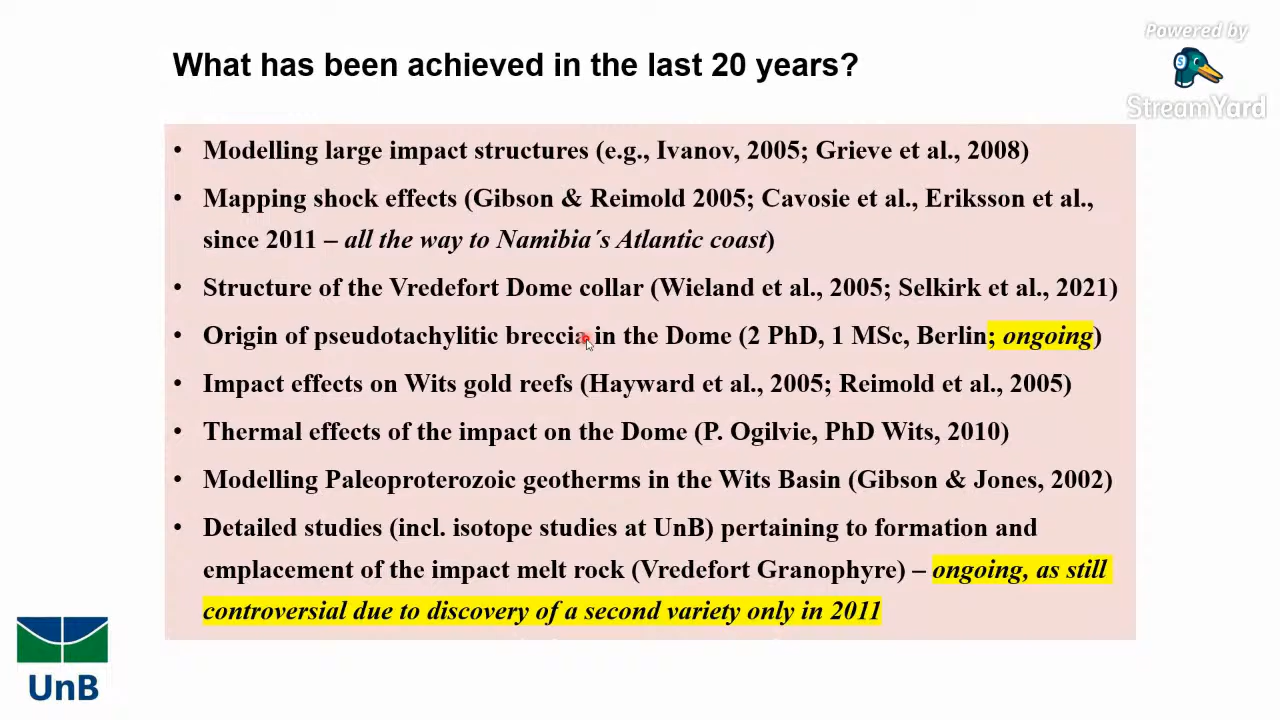 What has been achieved in the last 20 years?
Powered by
StreamYard
• Modelling large impact structures (e.g., Ivanov, 2005; Grieve et al., 2008)
• Mapping shock effects (Gibson & Reimold 2005; Cavosie et al., Eriksson et al.,
since 2011 – all the way to Namibia´s Atlantic coast)
• Structure of the Vredefort Dome collar (Wieland et al., 2005; Selkirk et al., 2021)
• Origin of pseudotachylitic breccia in the Dome (2 PhD, 1 MSc, Berlin; ongoing)
• Impact effects on Wits gold reefs (Hayward et al., 2005; Reimold et al., 2005)
• Thermal effects of the impact on the Dome (P. Ogilvie, PhD Wits, 2010)
• Modelling Paleoproterozoic geotherms in the Wits Basin (Gibson & Jones, 2002)
• Detailed studies (incl. isotope studies at UnB) pertaining to formation and
emplacement of the impact melt rock (Vredefort Granophyre) – ongoing, as still
controversial due to discovery of a second variety only in 2011
UnB